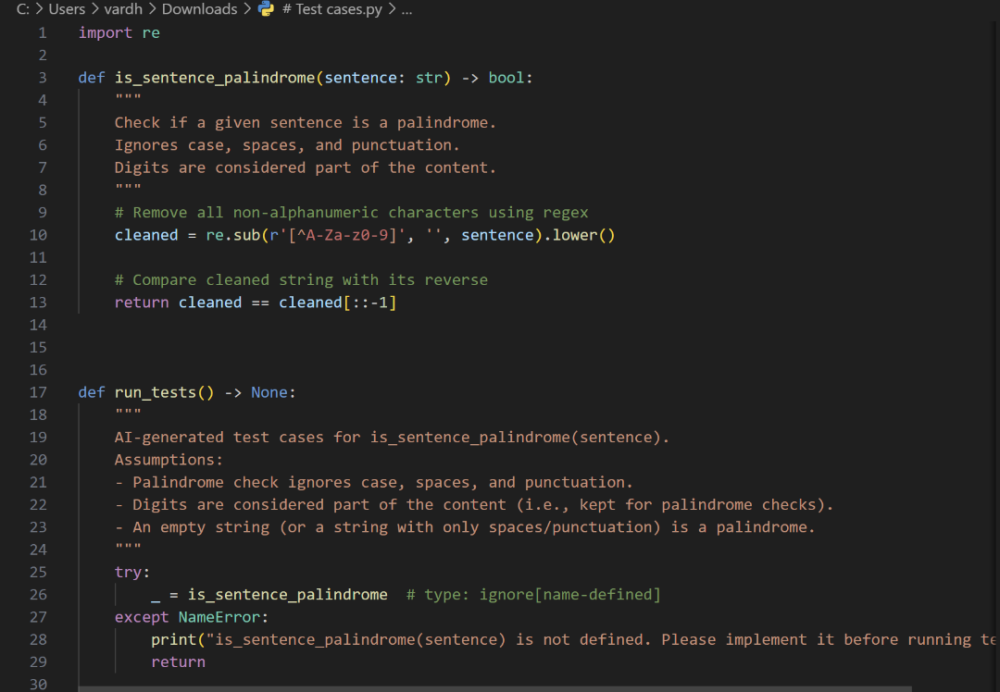 C: > Users > vardh > Downloads > # Test cases.py > ...
1 import re
2
3 def is_sentence_palindrome(sentence: str) -> bool:
4     """
5     Check if a given sentence is a palindrome.
6     Ignores case, spaces, and punctuation.
7     Digits are considered part of the content.
8     """
9     # Remove all non-alphanumeric characters using regex
10     cleaned = re.sub(r'[^A-Za-z0-9]', '', sentence).lower()
11
12     # Compare cleaned string with its reverse
13     return cleaned == cleaned[::-1]
14
15
16
17 def run_tests() -> None:
18     """
19     AI-generated test cases for is_sentence_palindrome(sentence).
20     Assumptions:
21     - Palindrome check ignores case, spaces, and punctuation.
22     - Digits are considered part of the content (i.e., kept for palindrome checks).
23     - An empty string (or a string with only spaces/punctuation) is a palindrome.
24     """
25     try:
26         _ = is_sentence_palindrome  # type: ignore[name-defined]
27     except NameError:
28         print("is_sentence_palindrome(sentence) is not defined. Please implement it before running
29         return
30